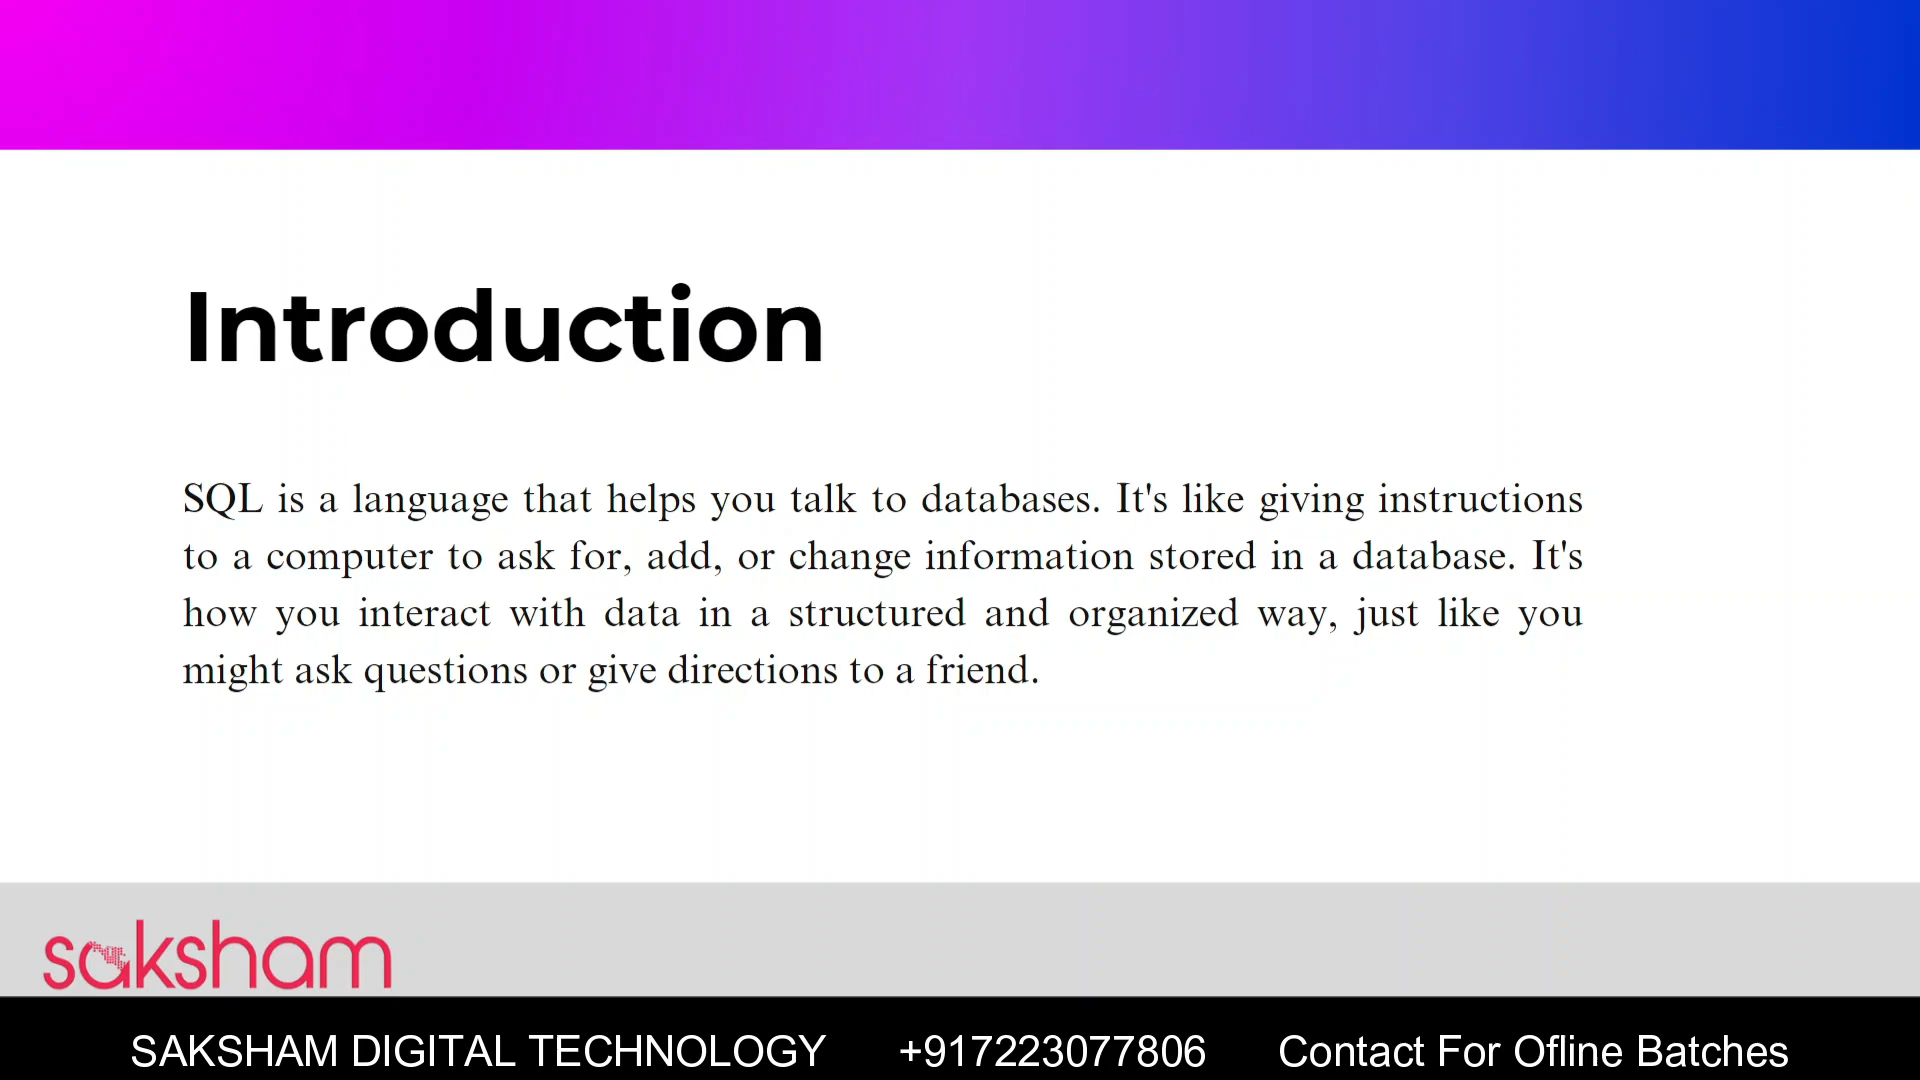 Introduction
SQL is a language that helps you talk to databases. It's like giving instructions
to a computer to ask for, add, or change information stored in a database. It's
how you interact with data in a structured and organized way, just like you
might ask questions or give directions to a friend.
saksham
SAKSHAM DIGITAL TECHNOLOGY +917223077806 Contact For Ofline Batches